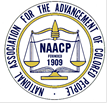 NATIONAL ASSOCIATION FOR THE ADVANCEMENT OF COLORED PEOPLE
NAACP
FOUNDED
1909